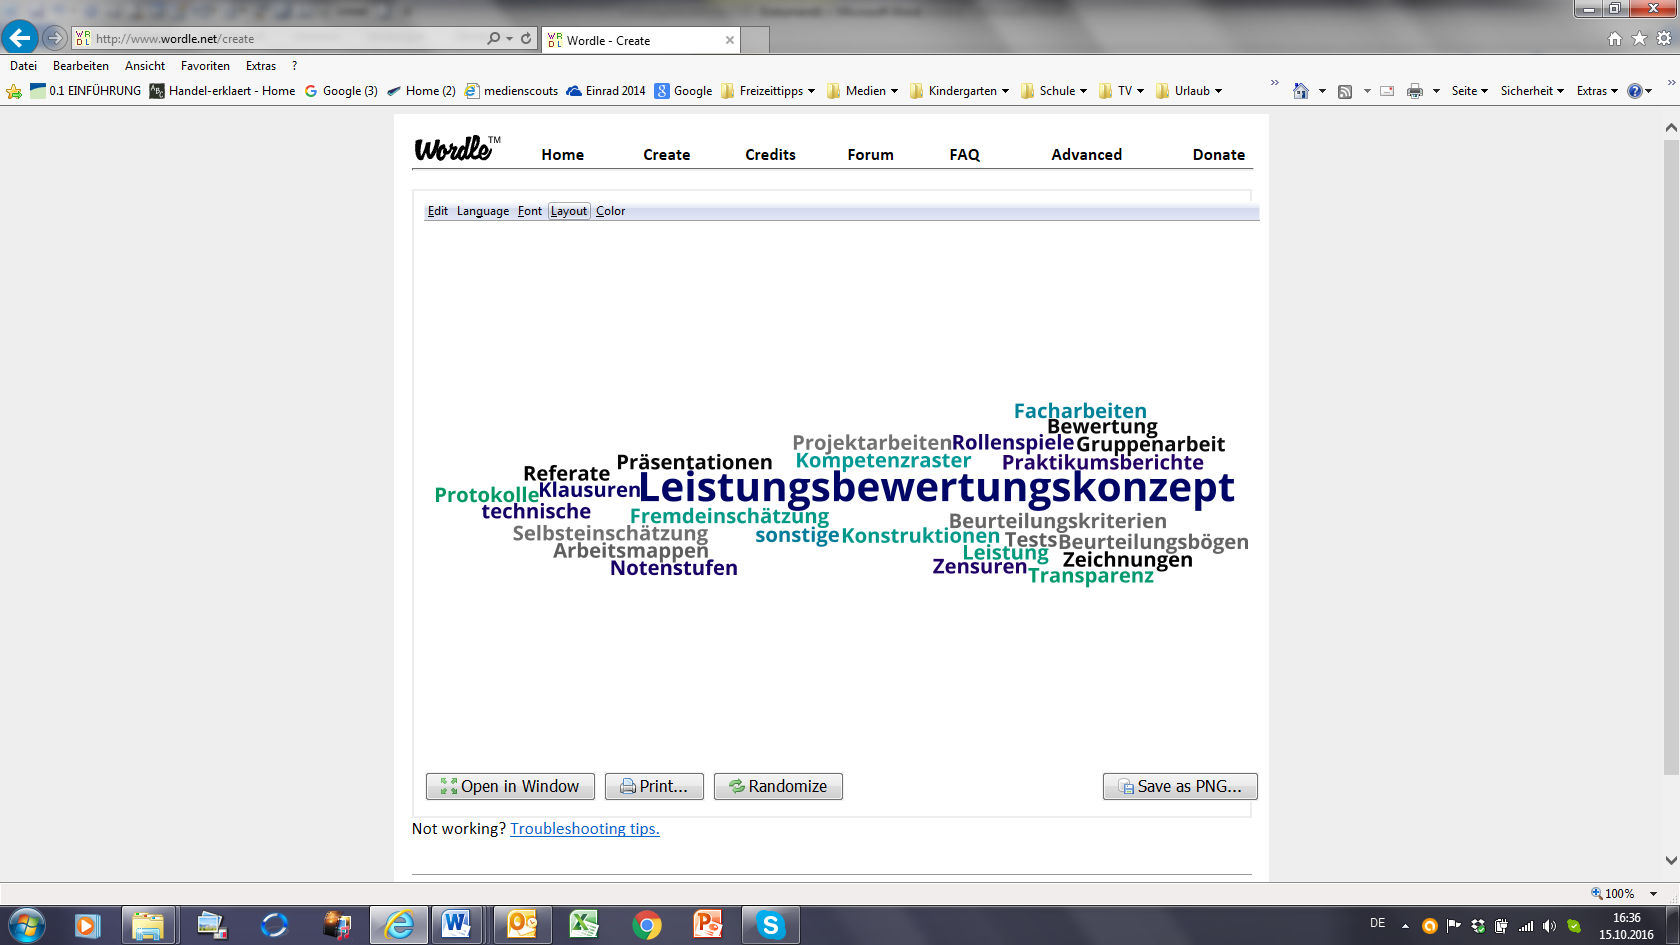 http://www.wordle.net/create
Wordle - Create
Datei Bearbeiten Ansicht Favoriten Extras ?
0.1 EINFÜHRUNG Handel-erklaert - Home Google (3) Home (2) medienscouts Einrad 2014 Google Freizeittipps Medien Kindergarten Schule TV Urlaub Seite Sicherheit Extras
Wordle™ Home Create Credits Forum FAQ Advanced Donate
Edit Language Font Layout Color
Facharbeiten
Bewertung
Projektarbeiten Rollenspiele Gruppenarbeit
Präsentationen Kompetenzraster Praktikumsberichte
Referate
Protokolle Klausuren Leistungsbewertungskonzept
technische Fremdeinschätzung Beurteilungskriterien
Selbsteinschätzung sonstige Konstruktionen Tests Beurteilungsbögen
Arbeitsmappen Leistung Zeichnungen
Notenstufen Zensuren Transparenz
Open in Window Print... Randomize Save as PNG...
Not working? Troubleshooting tips.
100%
DE 16:36
15.10.2016